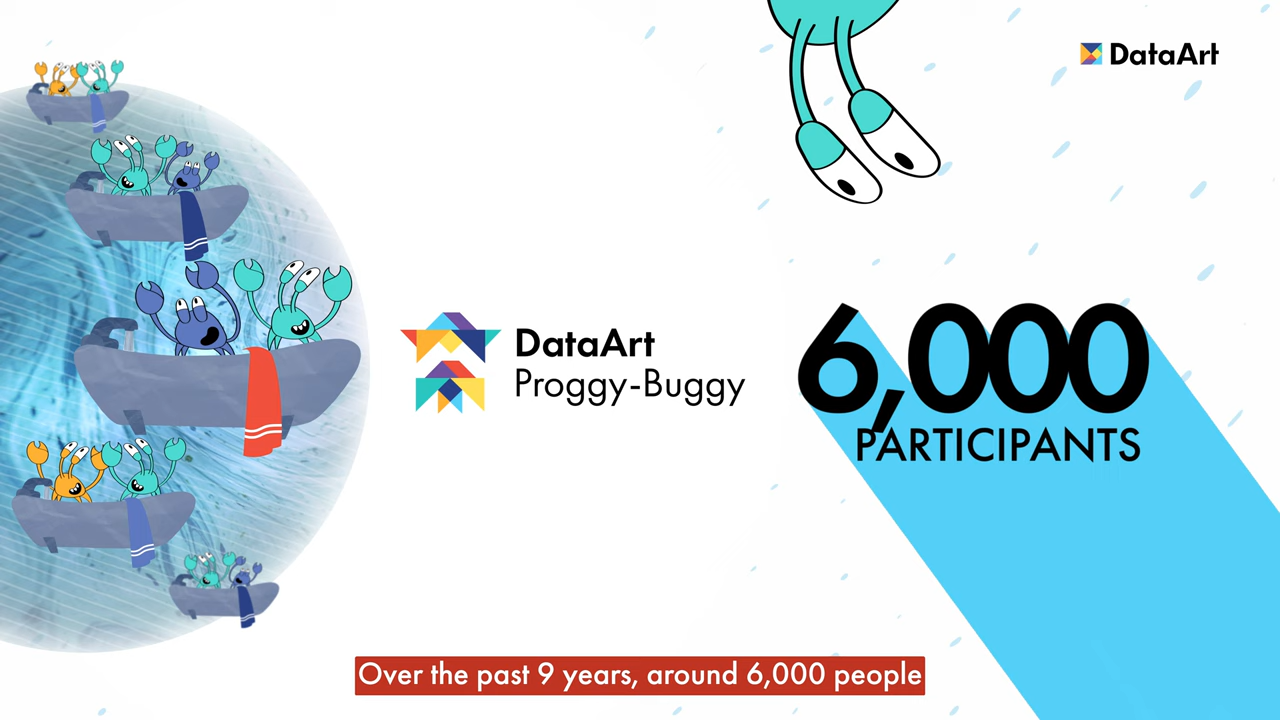 DataArt
DataArt
Proggy-Buggy
6,000
PARTICIPANTS
Over the past 9 years, around 6,000 people